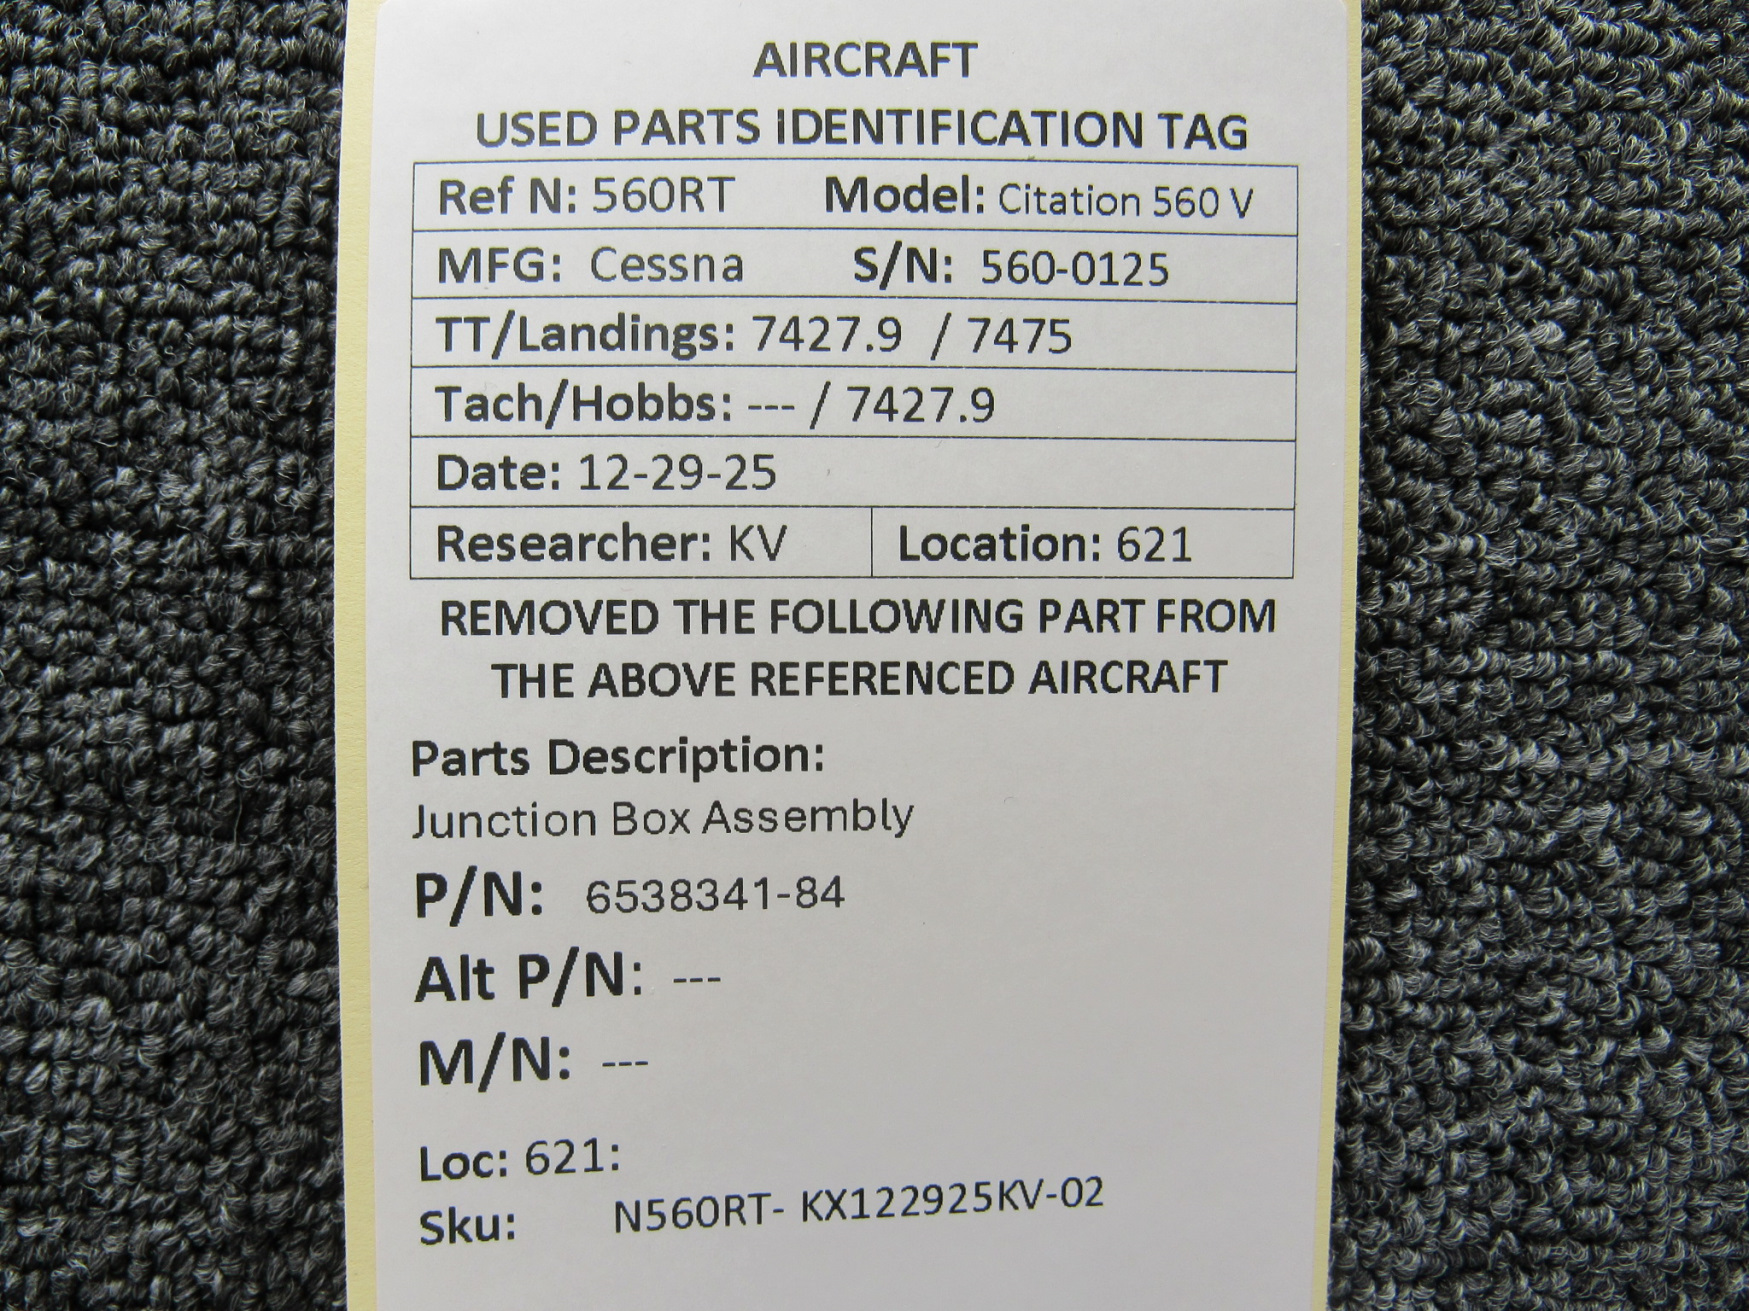 AIRCRAFT
USED PARTS IDENTIFICATION TAG
Ref N: 560RT Model: Citation 560 V
MFG: Cessna S/N: 560-0125
TT/Landings: 7427.9 / 7475
Tach/Hobbs: --- / 7427.9
Date: 12-29-25
Researcher: KV Location: 621
REMOVED THE FOLLOWING PART FROM
THE ABOVE REFERENCED AIRCRAFT
Parts Description:
Junction Box Assembly
P/N: 6538341-84
Alt P/N: ---
M/N: ---
Loc: 621:
Sku: N560RT- KX122925KV-02